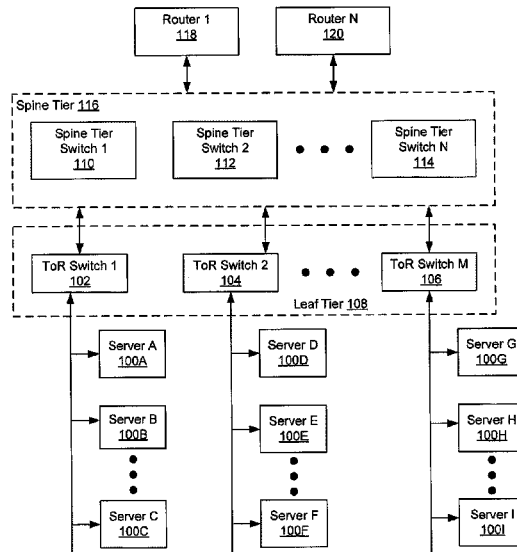 Router 1
118
Router N
120
Spine Tier 116
Spine Tier
Switch 1
110
Spine Tier
Switch 2
112
Spine Tier
Switch N
114
ToR Switch 1
102
ToR Switch 2
104
ToR Switch M
106
Leaf Tier 108
Server A
100A
Server D
100D
Server G
100G
Server B
100B
Server E
100E
Server H
100H
Server C
100C
Server F
100F
Server I
100I